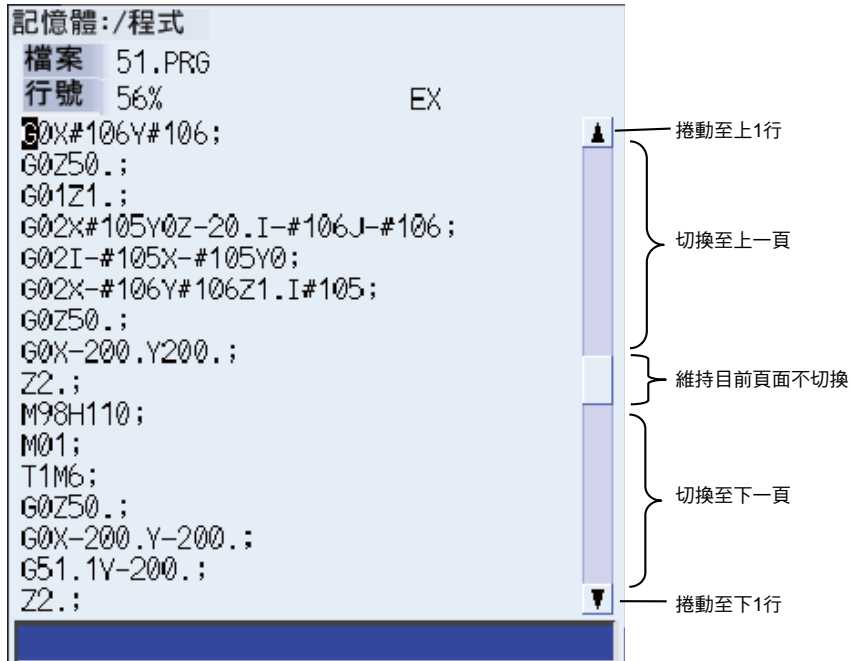 記憶體:/程式
檔案 51.PRG
行號 56% EX
G0X#106Y#106;
G0Z50.;
G01Z1.;
G02X#105Y0Z-20.I-#106J-#106;
G02I-#105X-#105Y0;
G02X-#106Y#106Z1.I#105;
G0Z50.;
G0X-200.Y200.;
Z2.;
M98H110;
M01;
T1M6;
G0Z50.;
G0X-200.Y-200.;
G51.1Y-200.;
Z2.;
捲動至上1行
切換至上一頁
維持目前頁面不切換
切換至下一頁
捲動至下1行